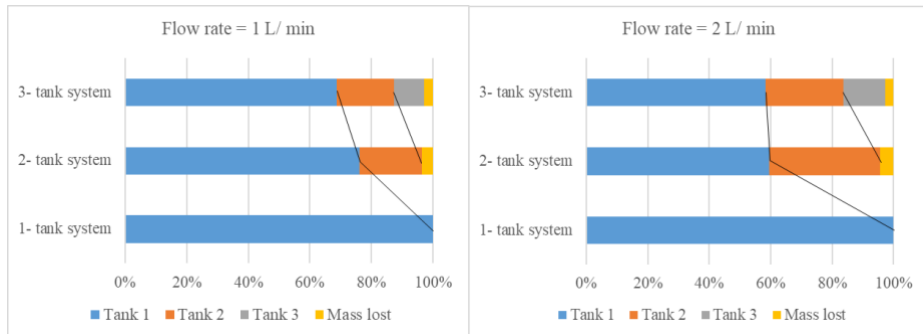 Flow rate = 1 L/ min
3- tank system
2- tank system
1- tank system
0% 20% 40% 60% 80% 100%
Tank 1 Tank 2 Tank 3 Mass lost
Flow rate = 2 L/ min
3- tank system
2- tank system
1- tank system
0% 20% 40% 60% 80% 100%
Tank 1 Tank 2 Tank 3 Mass lost